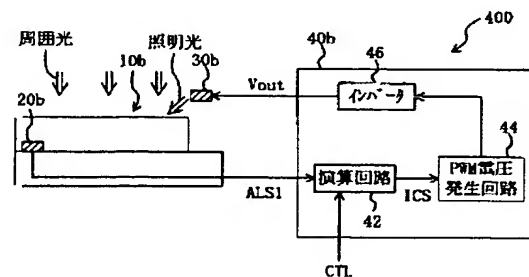 400
周囲光
照明光
10b
30b
40b
46
Vout
インバータ
20b
44
PWM電圧
発生回路
演算回路
ALS1
42
ICS
CTL